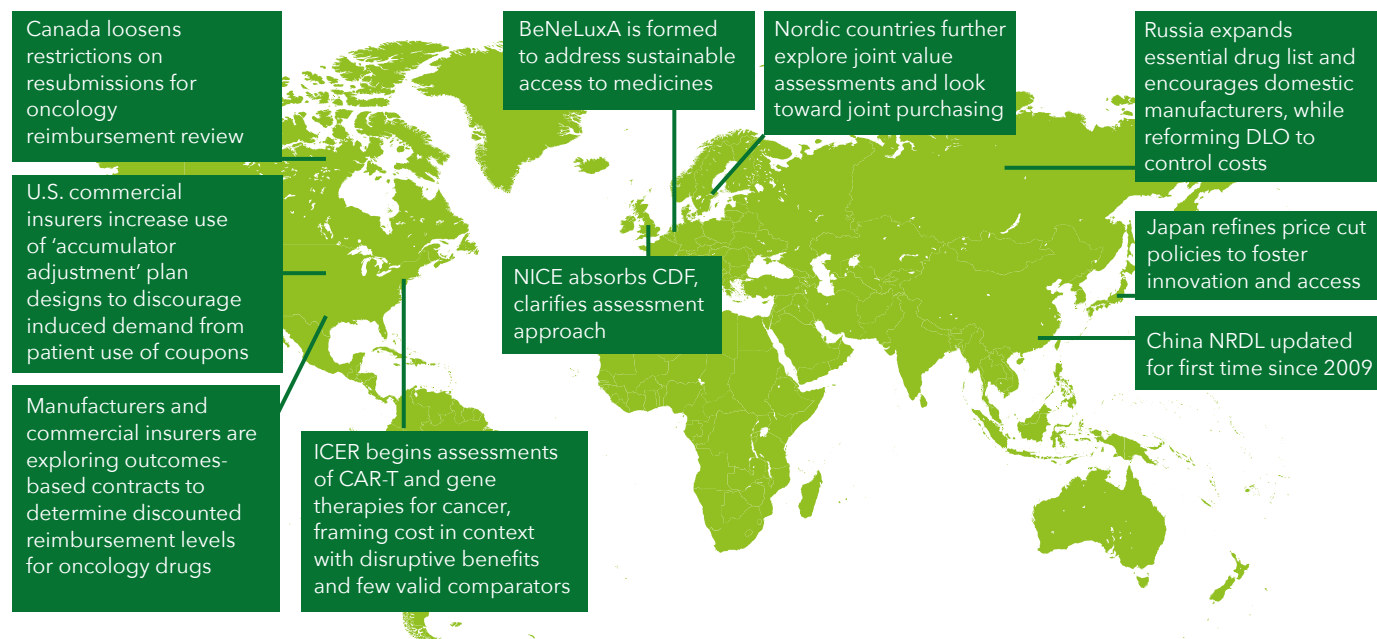 Canada loosens
restrictions on
resubmissions for
oncology
reimbursement review
U.S. commercial
insurers increase use
of ‘accumulator
adjustment’ plan
designs to discourage
induced demand from
patient use of coupons
Manufacturers and
commercial insurers are
exploring outcomes-
based contracts to
determine discounted
reimbursement levels
for oncology drugs
ICER begins assessments
of CAR-T and gene
therapies for cancer,
framing cost in context
with disruptive benefits
and few valid comparators
BeNeLuxA is formed
to address sustainable
access to medicines
NICE absorbs CDF,
clarifies assessment
approach
Nordic countries further
explore joint value
assessments and look
toward joint purchasing
Russia expands
essential drug list and
encourages domestic
manufacturers, while
reforming DLO to
control costs
Japan refines price cut
policies to foster
innovation and access
China NRDL updated
for first time since 2009